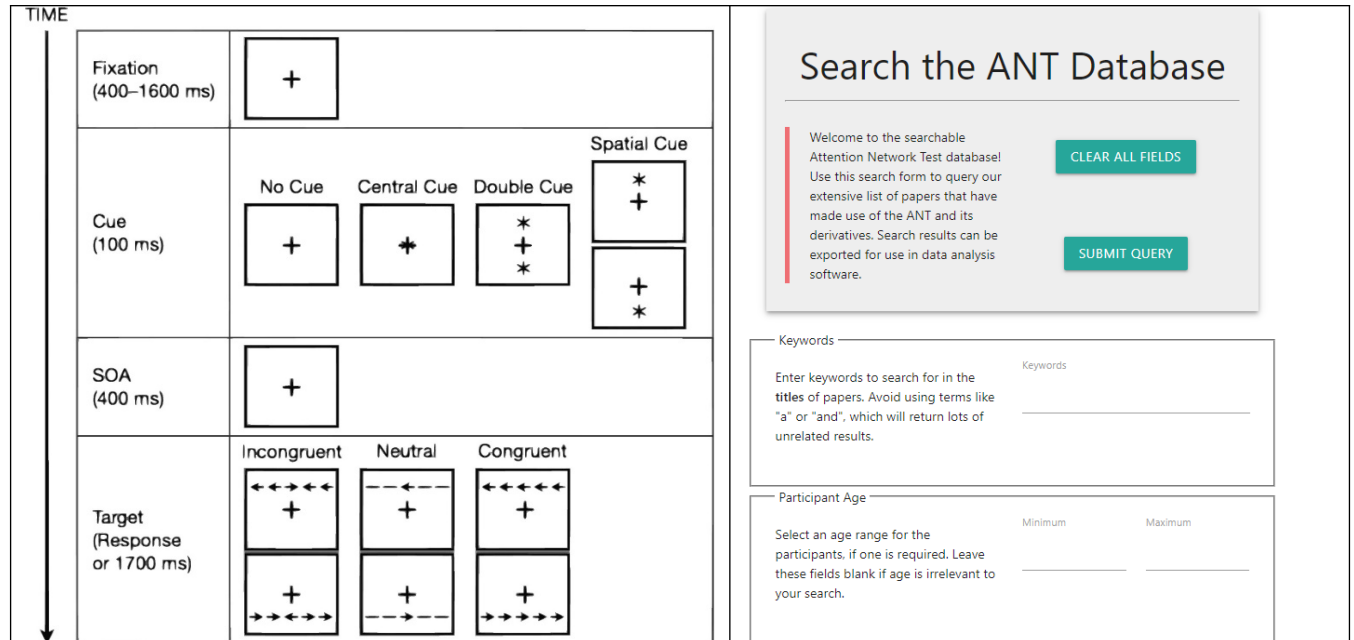 TIME
Fixation
(400–1600 ms)
Cue
(100 ms)
No Cue
Central Cue
Double Cue
Spatial Cue
SOA
(400 ms)
Target
(Response
or 1700 ms)
Incongruent
Neutral
Congruent
Search the ANT Database
Welcome to the searchable
Attention Network Test database!
Use this search form to query our
extensive list of papers that have
made use of the ANT and its
derivatives. Search results can be
exported for use in data analysis
software.
CLEAR ALL FIELDS
SUBMIT QUERY
Keywords
Enter keywords to search for in the
titles of papers. Avoid using terms like
"a" or "and", which will return lots of
unrelated results.
Keywords
Participant Age
Select an age range for the
participants, if one is required. Leave
these fields blank if age is irrelevant to
your search.
Minimum
Maximum